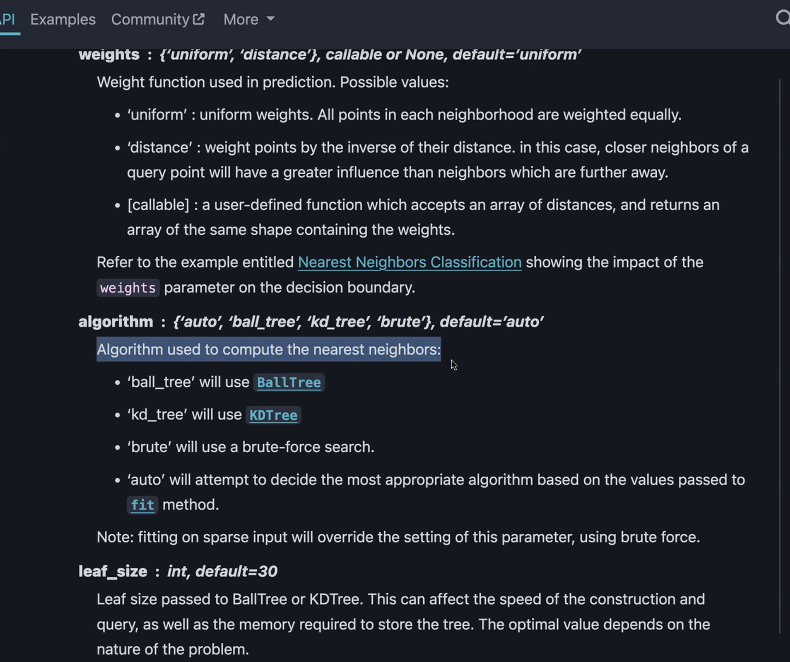 API Examples Community More
weights : {‘uniform’, ‘distance’}, callable or None, default=’uniform’
Weight function used in prediction. Possible values:
• ‘uniform’ : uniform weights. All points in each neighborhood are weighted equally.
• ‘distance’ : weight points by the inverse of their distance. in this case, closer neighbors of a
query point will have a greater influence than neighbors which are further away.
• [callable] : a user-defined function which accepts an array of distances, and returns an
array of the same shape containing the weights.
Refer to the example entitled Nearest Neighbors Classification showing the impact of the
weights parameter on the decision boundary.
algorithm : {‘auto’, ‘ball_tree’, ‘kd_tree’, ‘brute’}, default=’auto’
Algorithm used to compute the nearest neighbors:
• ‘ball_tree’ will use BallTree
• ‘kd_tree’ will use KDTree
• ‘brute’ will use a brute-force search.
• ‘auto’ will attempt to decide the most appropriate algorithm based on the values passed to
fit method.
Note: fitting on sparse input will override the setting of this parameter, using brute force.
leaf_size : int, default=30
Leaf size passed to BallTree or KDTree. This can affect the speed of the construction and
query, as well as the memory required to store the tree. The optimal value depends on the
nature of the problem.